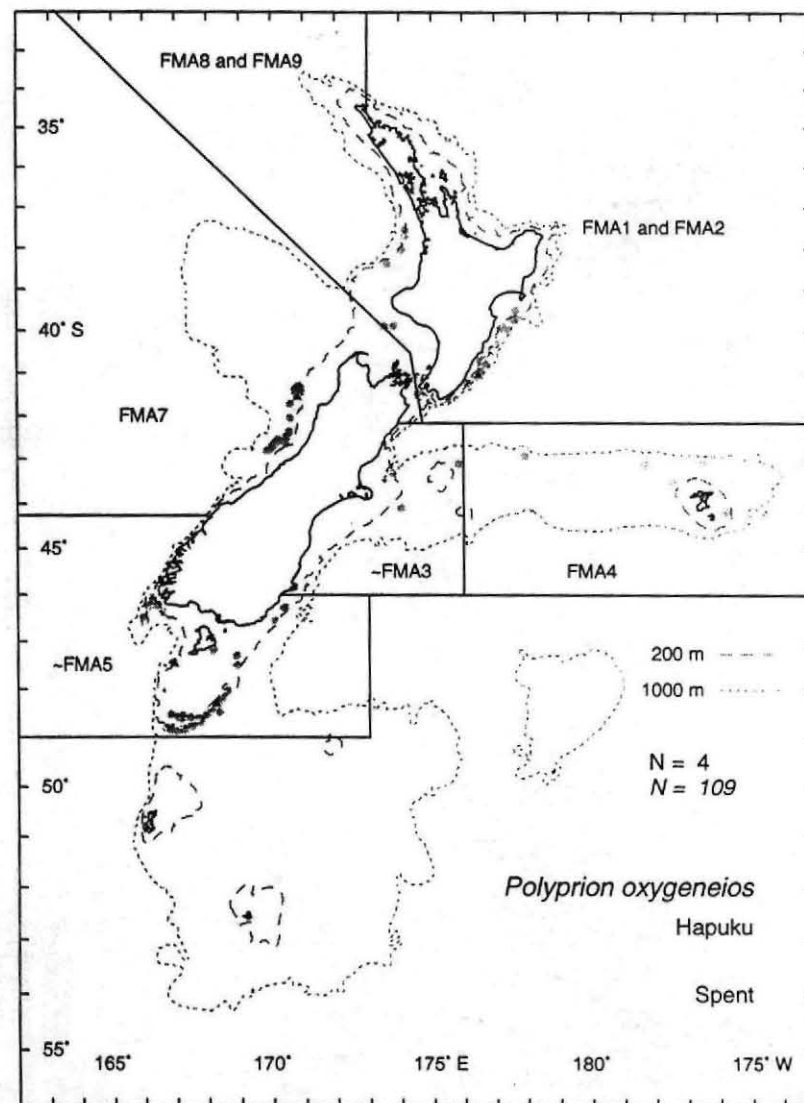 FMA8 and FMA9
35°
FMA1 and FMA2
40° S
FMA7
45°
~FMA3
FMA4
~FMA5
200 m
1000 m
N = 4
N = 109
50°
Polyprion oxygeneios
Hapuku
Spent
55°
165°
170°
175° E
180°
175° W